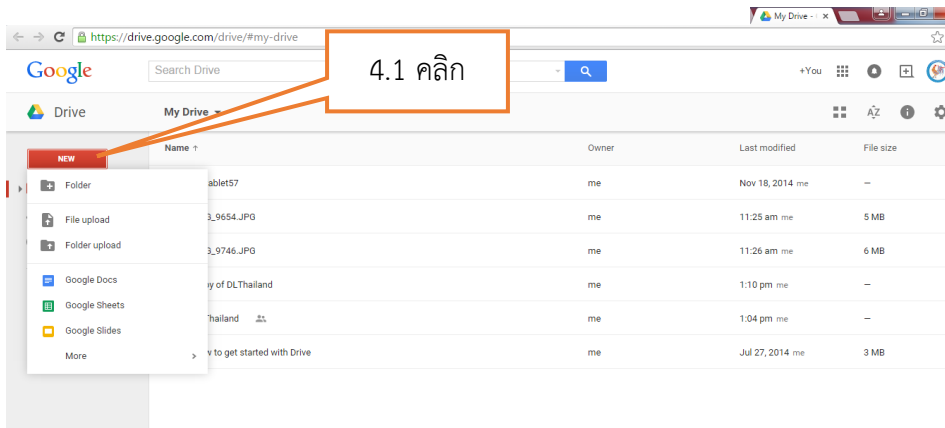 My Drive -
https://drive.google.com/drive/#my-drive
Google
Search Drive
+You
4.1 คลิก
Drive
My Drive
AZ
NEW
Name ↑
Owner
Last modified
File size
Folder
ablet57
me
Nov 18, 2014 me
—
File upload
_9654.JPG
me
11:25 am me
5 MB
Folder upload
_9746.JPG
me
11:26 am me
6 MB
Google Docs
y of DLThailand
me
1:10 pm me
—
Google Sheets
Thailand
me
1:04 pm me
—
Google Slides
More
to get started with Drive
me
Jul 27, 2014 me
3 MB